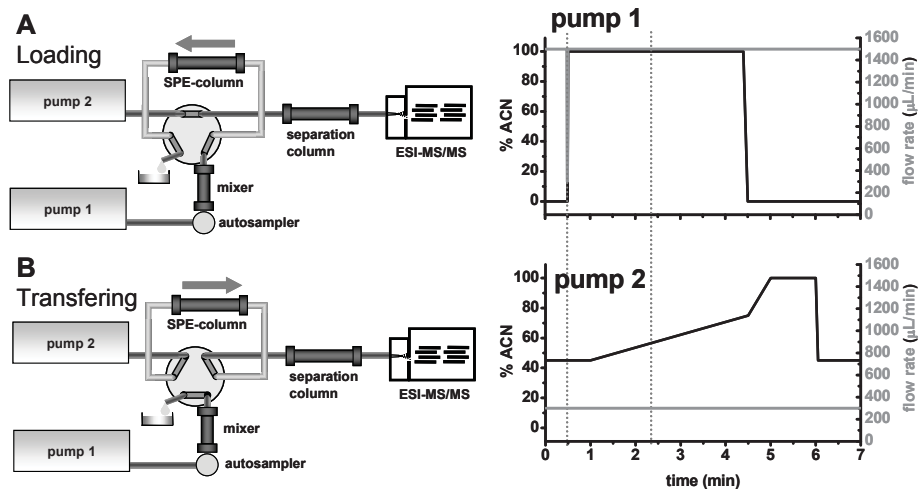 A
Loading
SPE-column
pump 2
separation
column
ESI-MS/MS
mixer
pump 1
autosampler
B
Transfering
SPE-column
pump 2
separation
column
ESI-MS/MS
mixer
pump 1
autosampler
pump 1
100
80
60
40
20
0
% ACN
1600
1400
1200
1000
800
600
400
200
0
flow rate (µL/min)
pump 2
100
80
60
40
20
0
% ACN
1600
1400
1200
1000
800
600
400
200
0
flow rate (µL/min)
0 1 2 3 4 5 6 7
time (min)